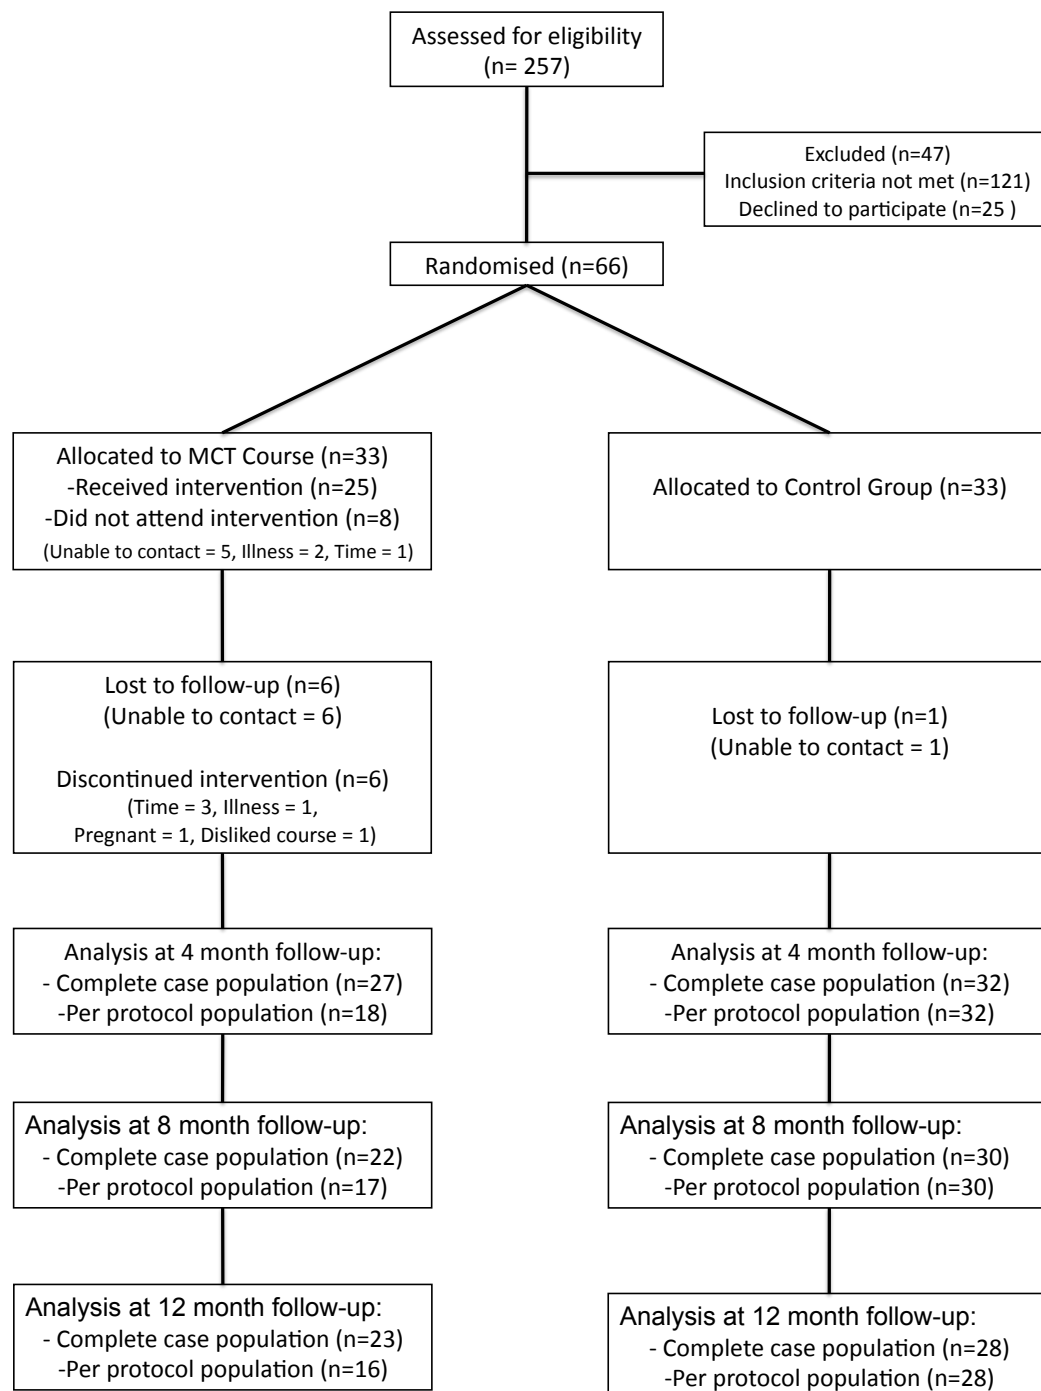 Assessed for eligibility
(n= 257)
Excluded (n=47)
Inclusion criteria not met (n=121)
Declined to participate (n=25 )
Randomised (n=66)
Allocated to MCT Course (n=33)
-Received intervention (n=25)
-Did not attend intervention (n=8)
(Unable to contact = 5, Illness = 2, Time = 1)
Allocated to Control Group (n=33)
Lost to follow-up (n=6)
(Unable to contact = 6)
Discontinued intervention (n=6)
(Time = 3, Illness = 1,
Pregnant = 1, Disliked course = 1)
Lost to follow-up (n=1)
(Unable to contact = 1)
Analysis at 4 month follow-up:
- Complete case population (n=27)
-Per protocol population (n=18)
Analysis at 4 month follow-up:
- Complete case population (n=32)
-Per protocol population (n=32)
Analysis at 8 month follow-up:
- Complete case population (n=22)
-Per protocol population (n=17)
Analysis at 8 month follow-up:
- Complete case population (n=30)
-Per protocol population (n=30)
Analysis at 12 month follow-up:
- Complete case population (n=23)
-Per protocol population (n=16)
Analysis at 12 month follow-up:
- Complete case population (n=28)
-Per protocol population (n=28)